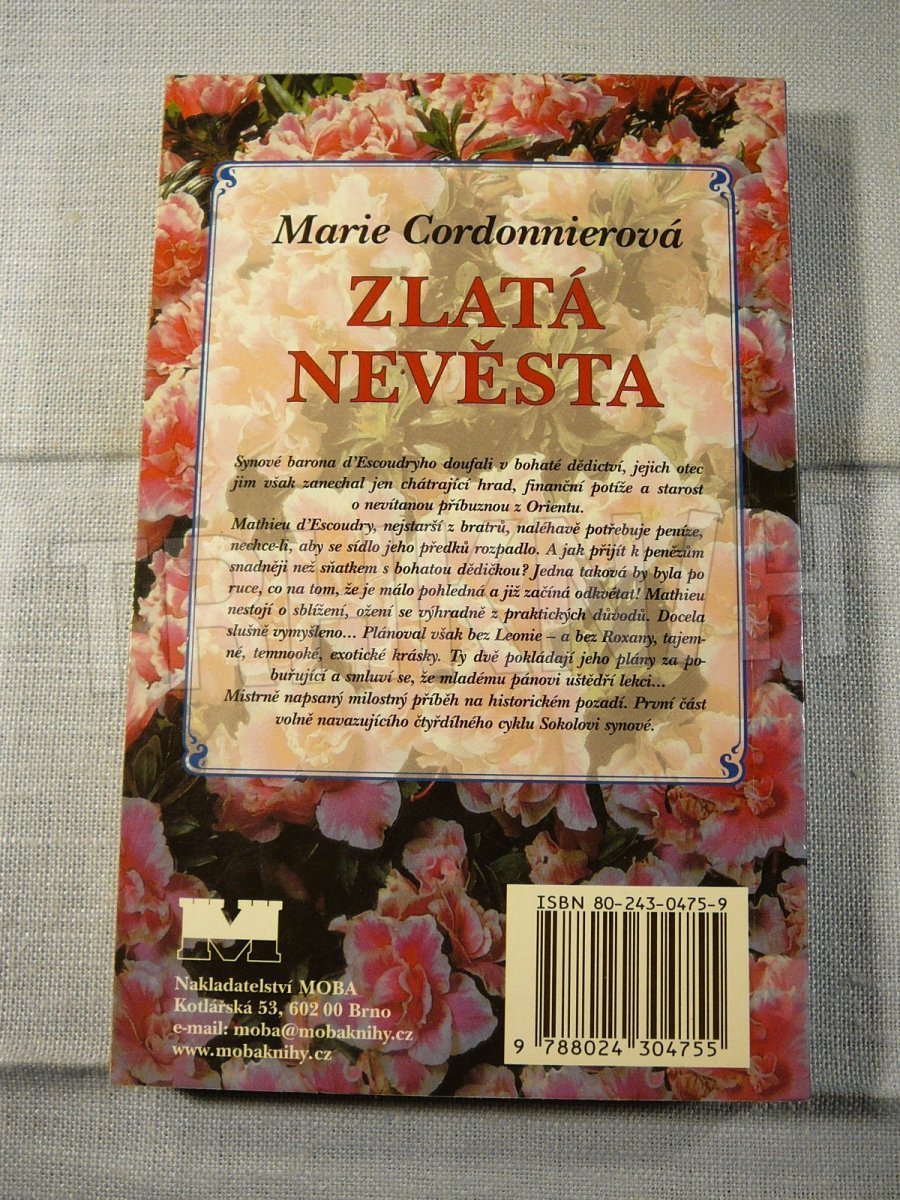 Marie Cordonnierová
ZLATÁ
NEVĚSTA
Synové barona d'Escoudryho doufali v bohaté dědictví, jejich otec
jim však zanechal jen chátrající hrad, finanční potíže a starost
o nevítanou příbuznou z Orientu.
Mathieu d'Escoudry, nejstarší z bratrů, naléhavě potřebuje peníze,
nechce-li, aby se sídlo jeho předků rozpadlo. A jak přijít k penězům
snadněji než sňatkem s bohatou dědičkou? Jedna taková by byla po
ruce, co na tom, že je málo pohledná a již začíná odkvétat! Mathieu
nestojí o sblížení, ožení se výhradně z praktických důvodů. Docela
slušně vymyšleno... Plánoval však bez Leonie – a bez Roxany, tajem-
né, temnooké, exotické krásky. Ty dvě pokládají jeho plány za po-
buřující a smluví se, že mladému pánovi uštědří lekci...
Mistrně napsaný milostný příběh na historickém pozadí. První část
volně navazujícího čtyřdílného cyklu Sokolovi synové.
M
Nakladatelství MOBA
Kotlářská 53, 602 00 Brno
e-mail: moba@mobaknihy.cz
www.mobaknihy.cz
ISBN 80-243-0475-9
9 788024 304755